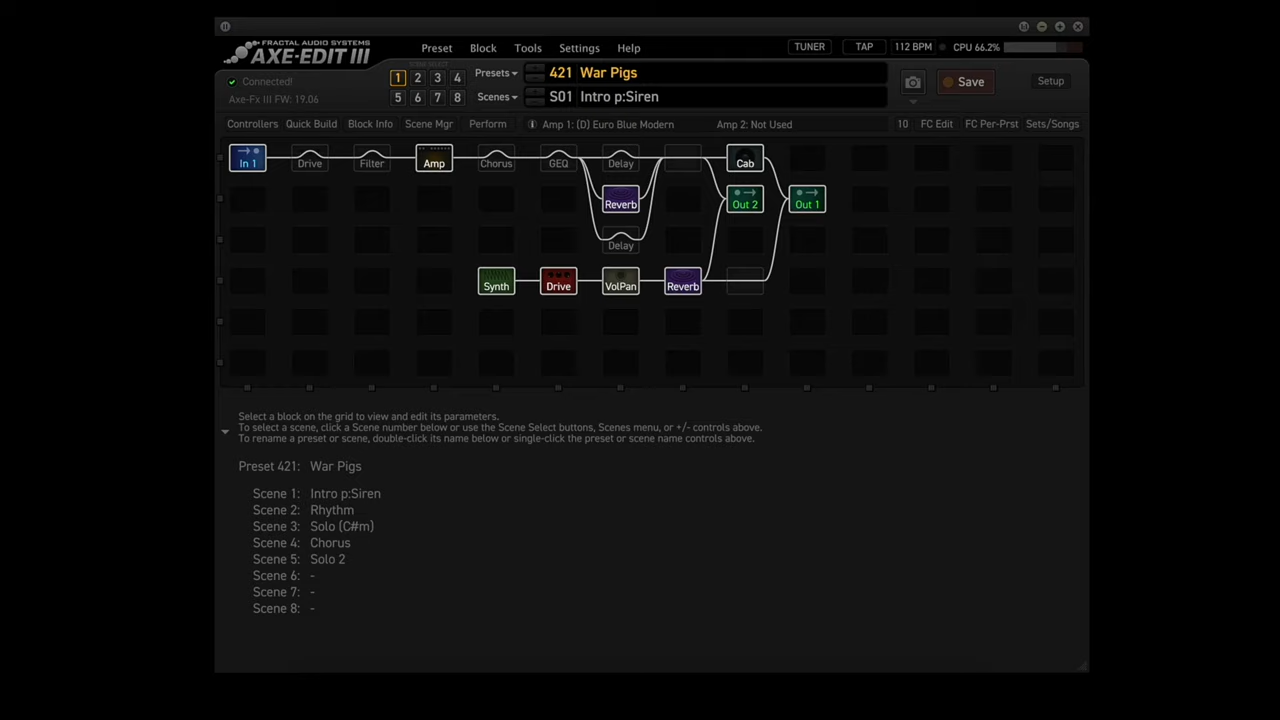 FRACTAL AUDIO SYSTEMS
AXE-EDIT III
Preset Block Tools Settings Help
TUNER TAP 112 BPM CPU 66.2%
SCENE SELECT
Connected!
Axe-Fx III FW: 19.06
1 2 3 4
5 6 7 8
Presets 421 War Pigs
Scenes S01 Intro p:Siren
Save
Setup
Controllers Quick Build Block Info Scene Mgr Perform Amp 1: (D) Euro Blue Modern Amp 2: Not Used 10 FC Edit FC Per-Prst Sets/Songs
In 1 Drive Filter Amp Chorus GEQ Delay Cab
Reverb Out 2 Out 1
Delay
Synth Drive VolPan Reverb
Select a block on the grid to view and edit its parameters.
To select a scene, click a Scene number below or use the Scene Select buttons, Scenes menu, or +/- controls above.
To rename a preset or scene, double-click its name below or single-click the preset or scene name controls above.
Preset 421: War Pigs
Scene 1: Intro p:Siren
Scene 2: Rhythm
Scene 3: Solo (C#m)
Scene 4: Chorus
Scene 5: Solo 2
Scene 6: -
Scene 7: -
Scene 8: -